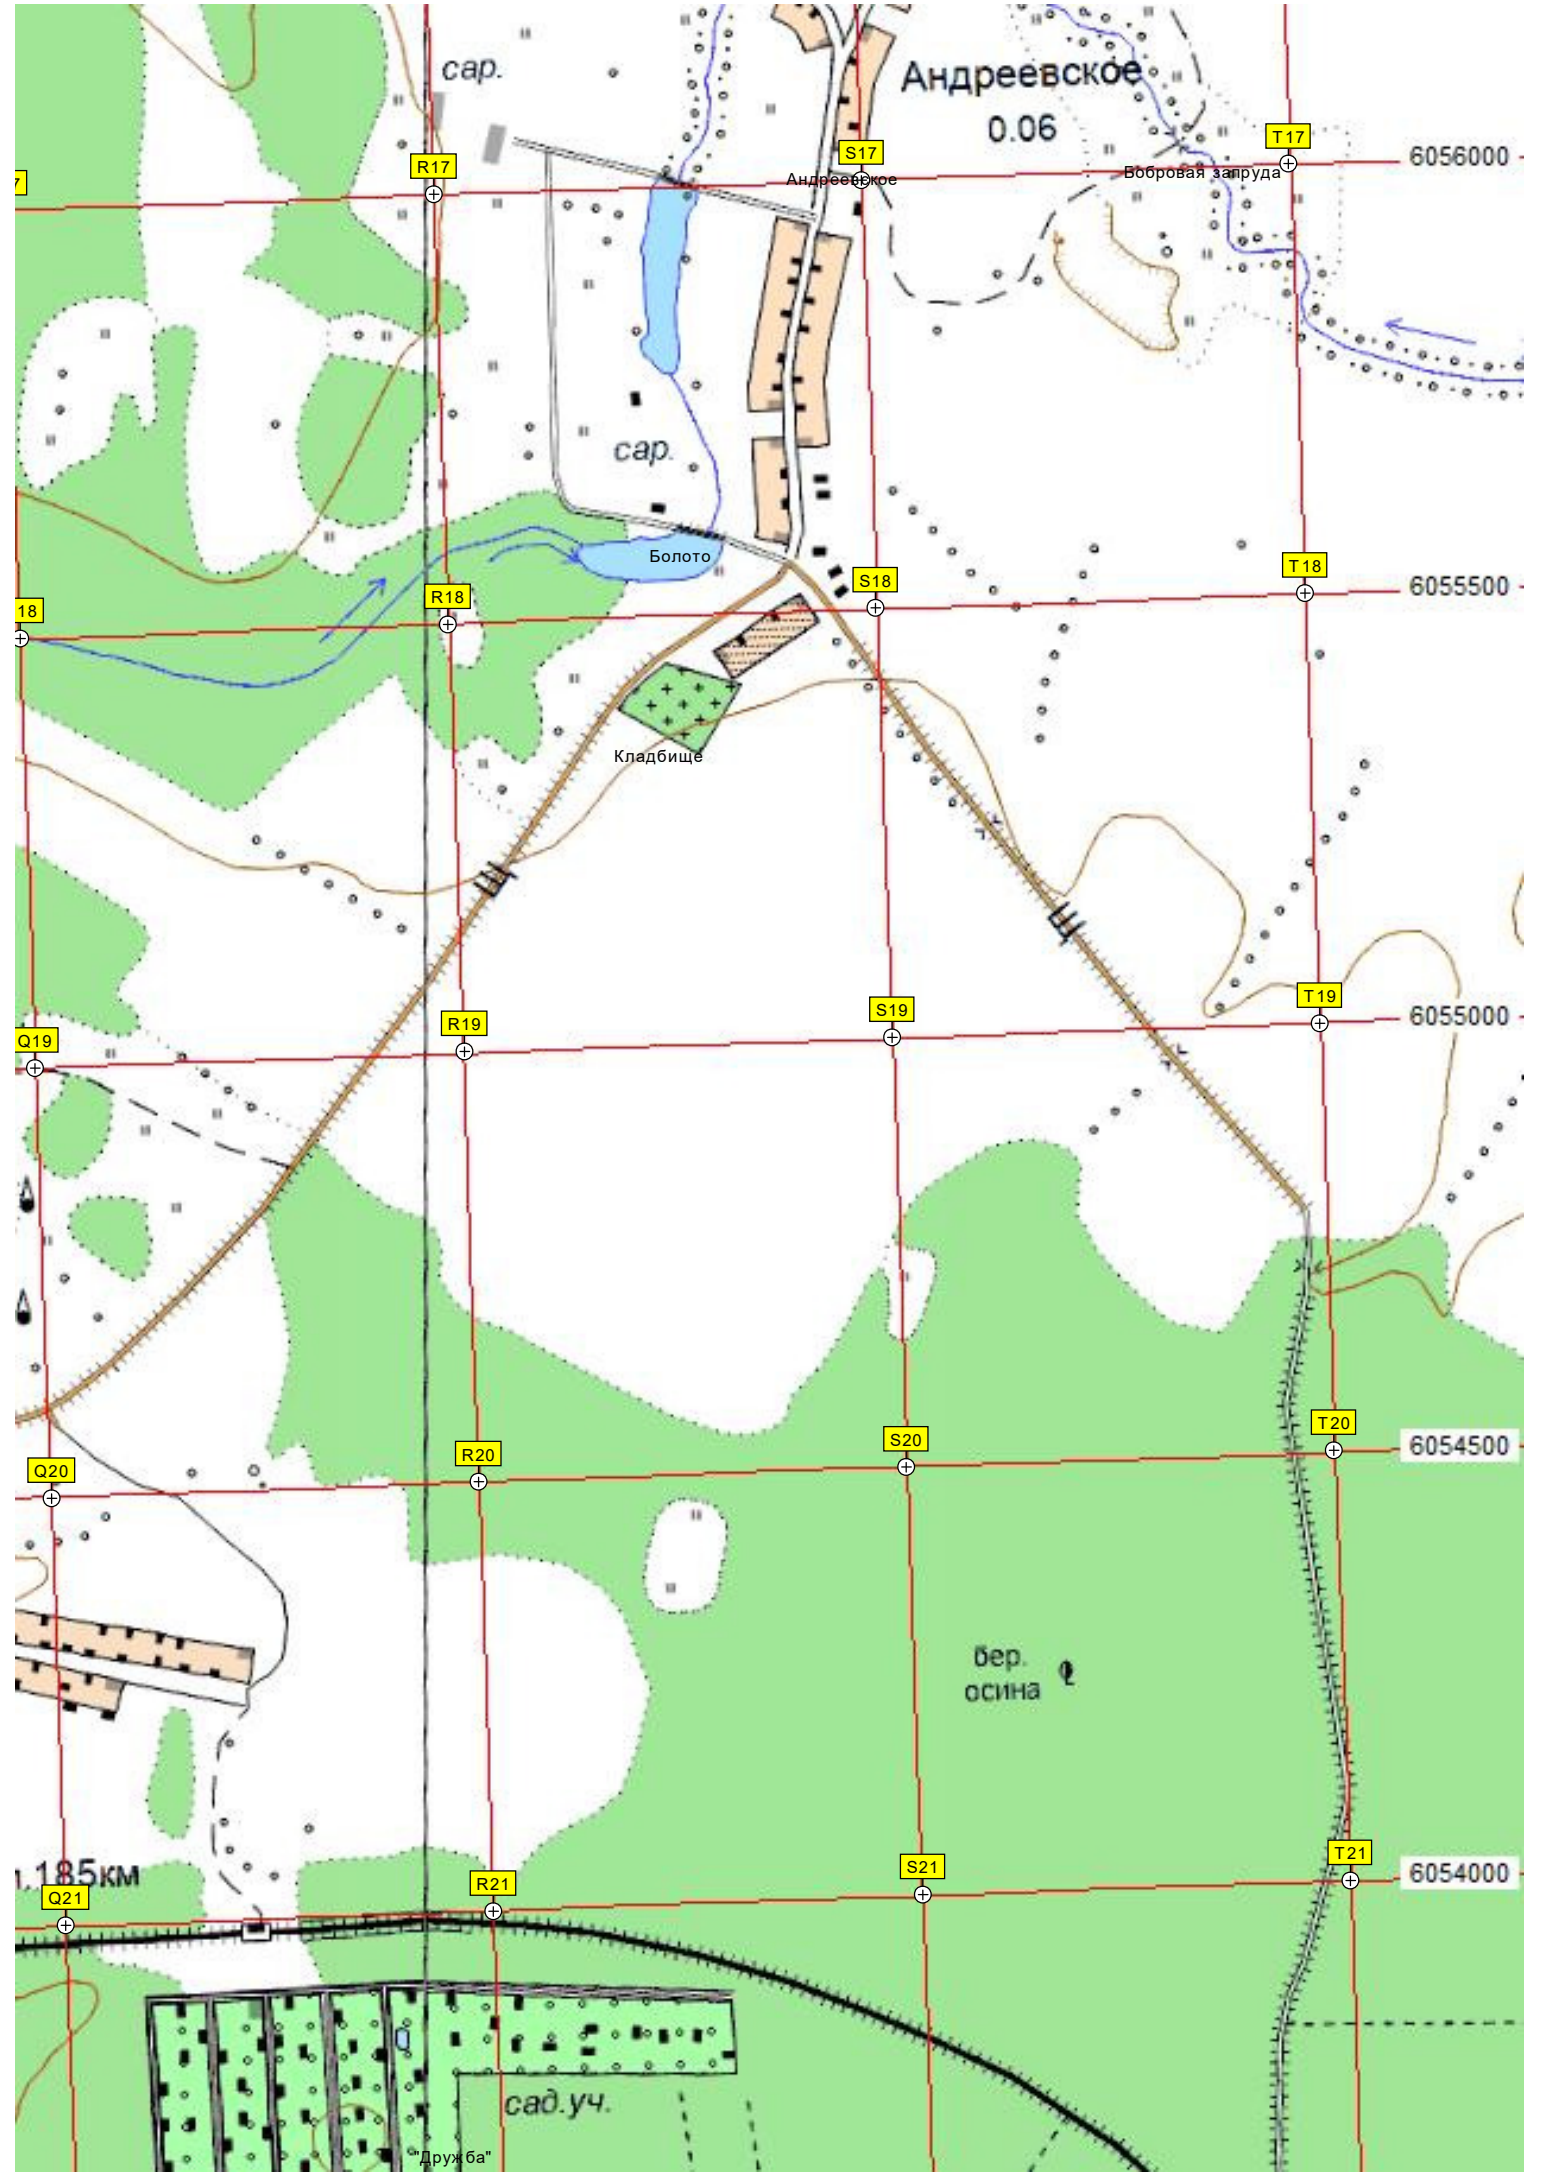 сар.
Андреевское
0.06
S17
T17
R17
6056000
7
Андреевское
Бобровая запруда
сар.
Болото
T18
S18
R18
18
6055500
Кладбище
T19
S19
R19
Q19
6055000
T20
S20
R20
Q20
6054500
бер.
осина
185км
T21
S21
R21
Q21
6054000
сад.уч.
"Дружба"